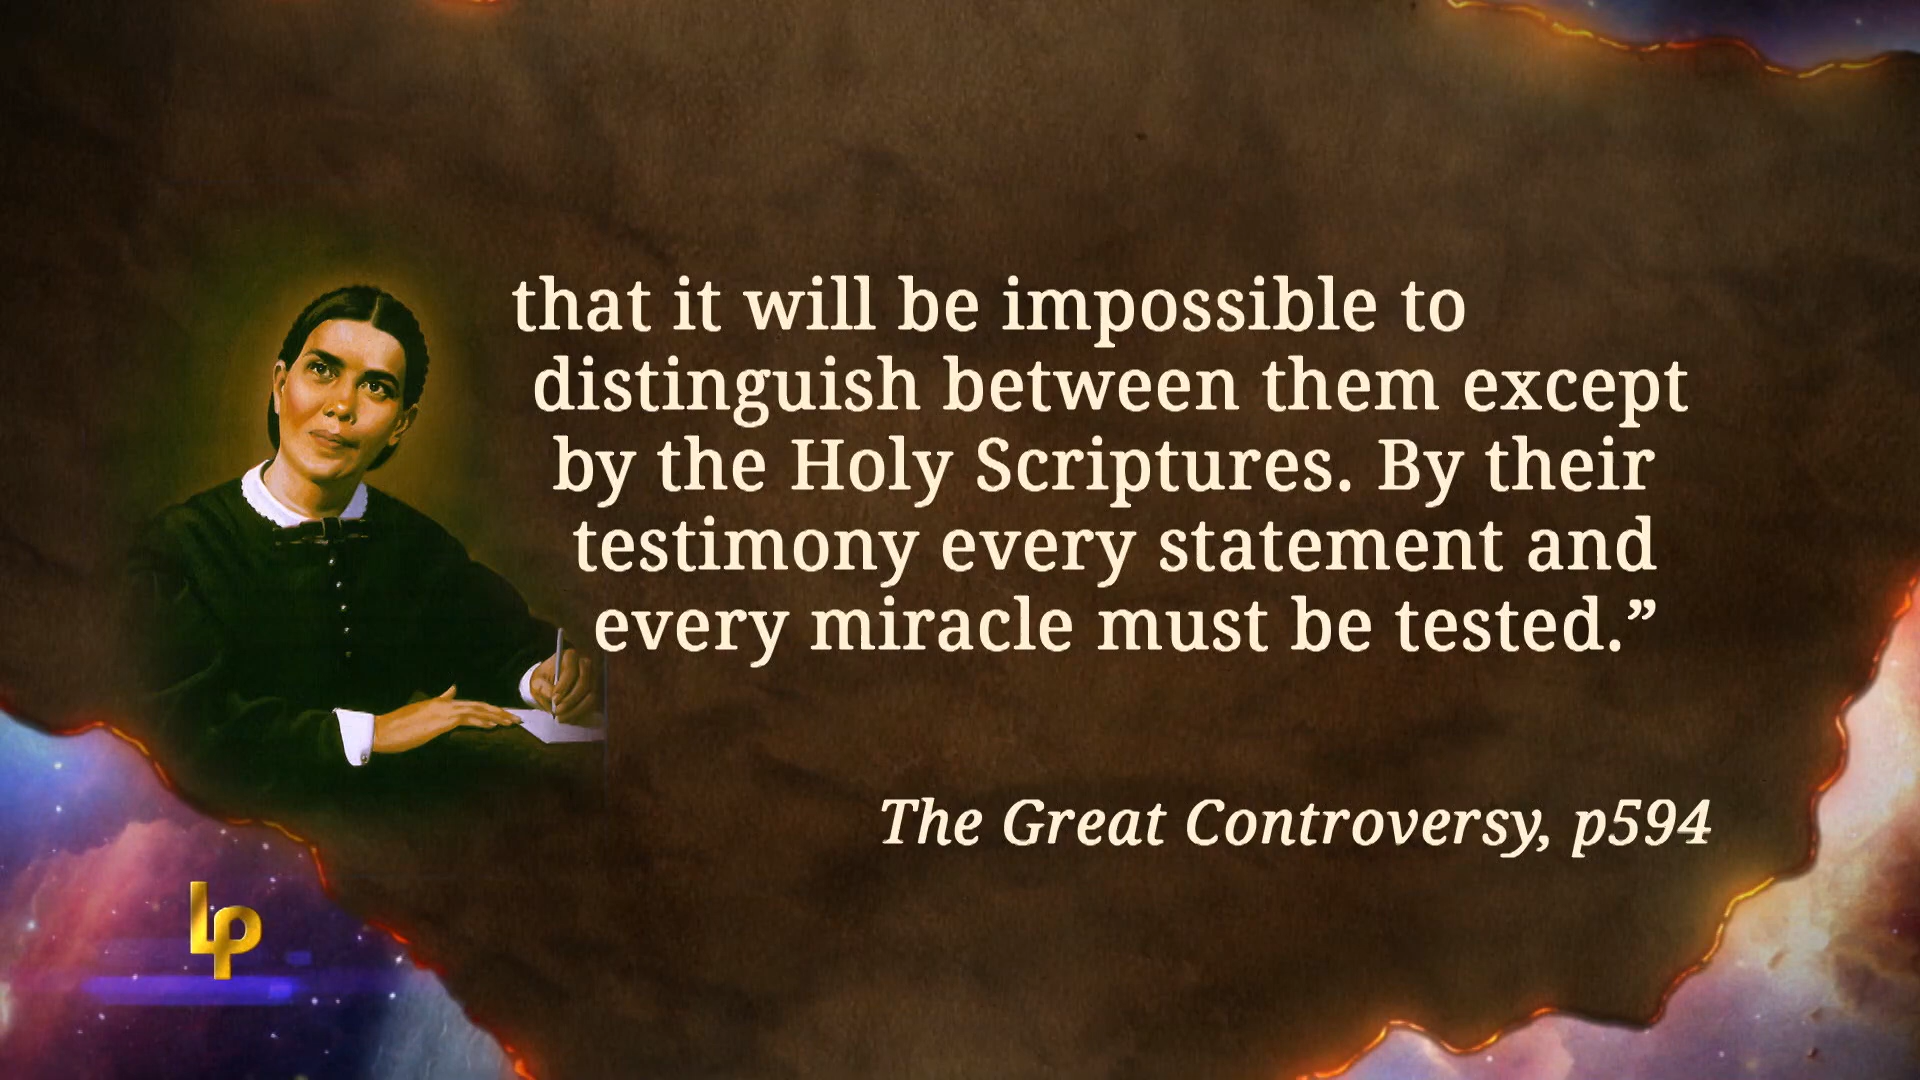 that it will be impossible to
distinguish between them except
by the Holy Scriptures. By their
testimony every statement and
every miracle must be tested.”
The Great Controversy, p594
Lp